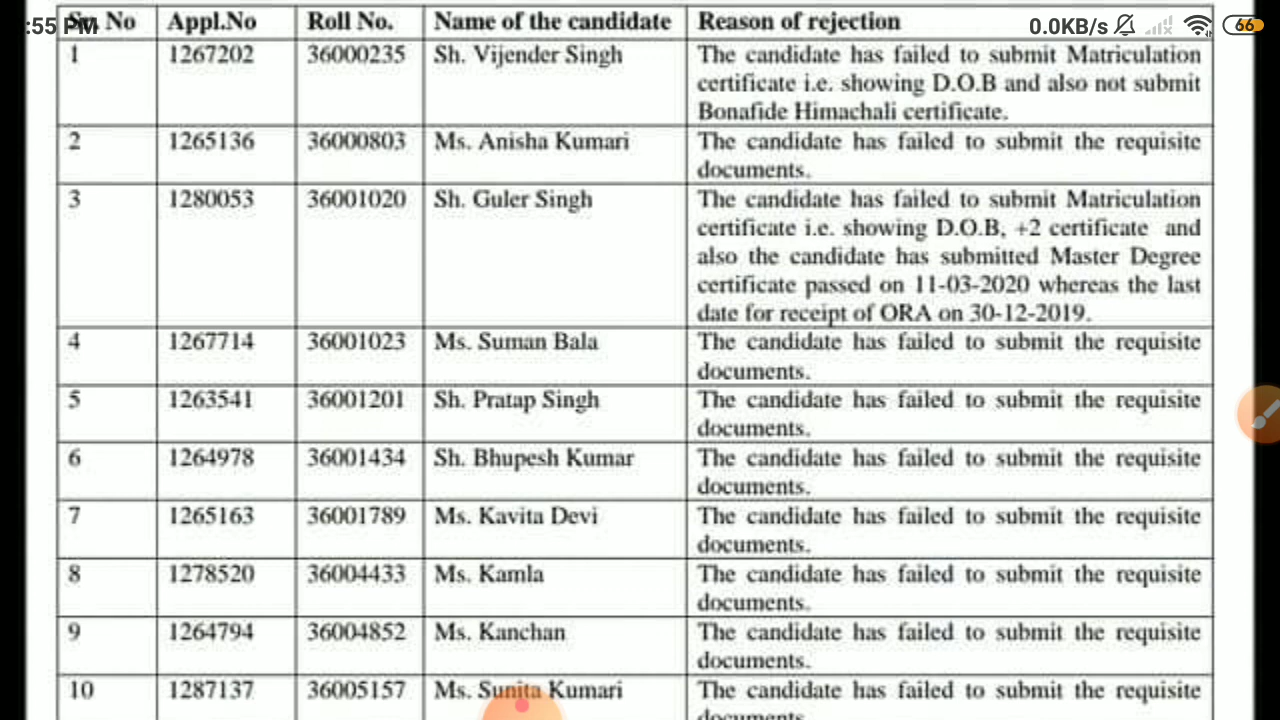 :55 PM
0.0KB/s 66
Sr. No Appl.No Roll No. Name of the candidate Reason of rejection
1 1267202 36000235 Sh. Vijender Singh The candidate has failed to submit Matriculation
certificate i.e. showing D.O.B and also not submit
Bonafide Himachali certificate.
2 1265136 36000803 Ms. Anisha Kumari The candidate has failed to submit the requisite
documents.
3 1280053 36001020 Sh. Guler Singh The candidate has failed to submit Matriculation
certificate i.e. showing D.O.B, +2 certificate and
also the candidate has submitted Master Degree
certificate passed on 11-03-2020 whereas the last
date for receipt of ORA on 30-12-2019.
4 1267714 36001023 Ms. Suman Bala The candidate has failed to submit the requisite
documents.
5 1263541 36001201 Sh. Pratap Singh The candidate has failed to submit the requisite
documents.
6 1264978 36001434 Sh. Bhupesh Kumar The candidate has failed to submit the requisite
documents.
7 1265163 36001789 Ms. Kavita Devi The candidate has failed to submit the requisite
documents.
8 1278520 36004433 Ms. Kamla The candidate has failed to submit the requisite
documents.
9 1264794 36004852 Ms. Kanchan The candidate has failed to submit the requisite
documents.
10 1287137 36005157 Ms. Sunita Kumari The candidate has failed to submit the requisite
documents